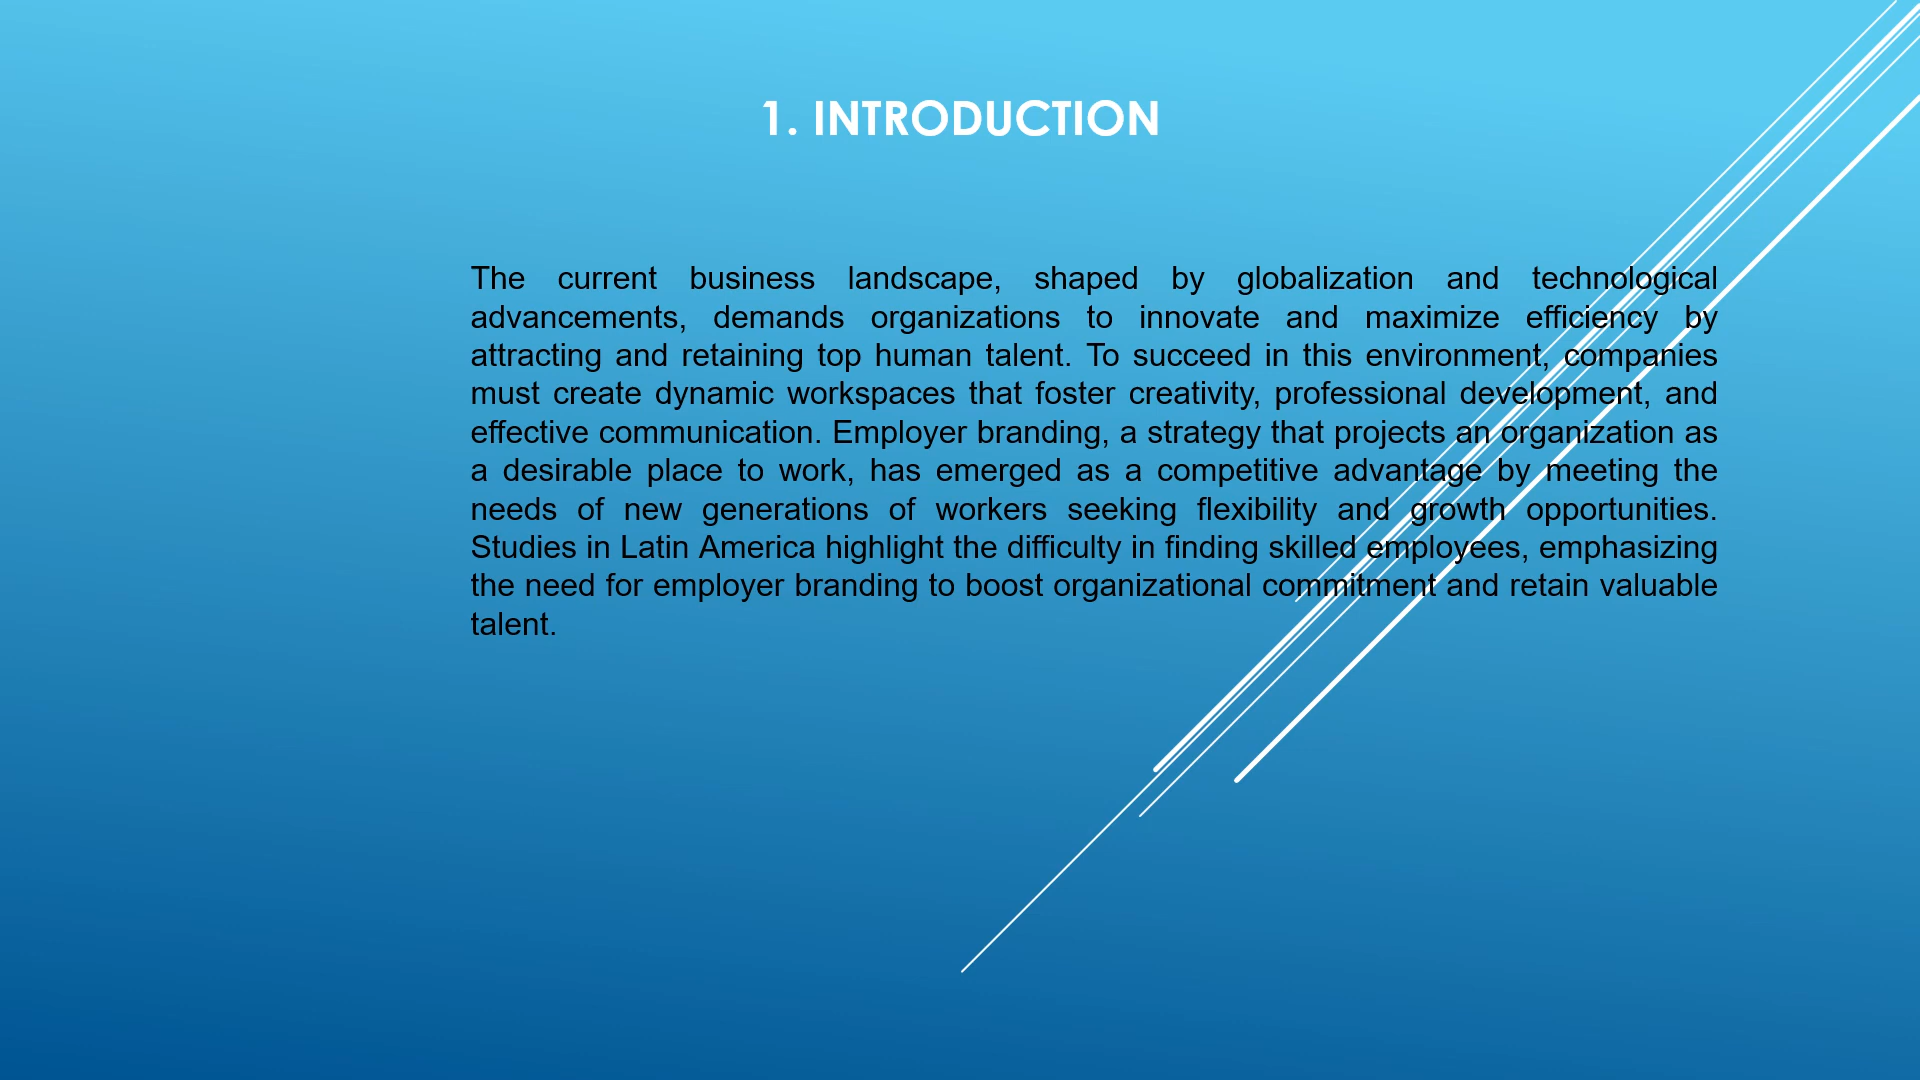 1. INTRODUCTION
The current business landscape, shaped by globalization and technological
advancements, demands organizations to innovate and maximize efficiency by
attracting and retaining top human talent. To succeed in this environment, companies
must create dynamic workspaces that foster creativity, professional development, and
effective communication. Employer branding, a strategy that projects an organization as
a desirable place to work, has emerged as a competitive advantage by meeting the
needs of new generations of workers seeking flexibility and growth opportunities.
Studies in Latin America highlight the difficulty in finding skilled employees, emphasizing
the need for employer branding to boost organizational commitment and retain valuable
talent.